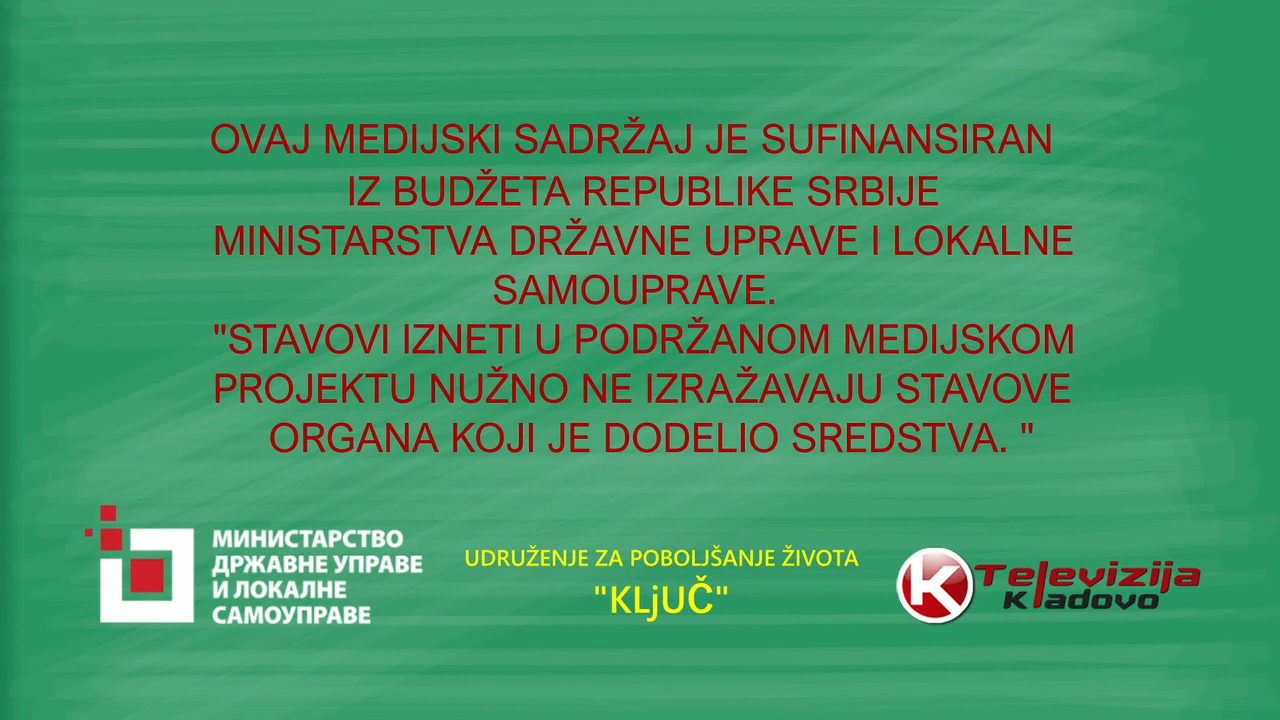 OVAJ MEDIJSKI SADRŽAJ JE SUFINANSIRAN
IZ BUDŽETA REPUBLIKE SRBIJE
MINISTARSTVA DRŽAVNE UPRAVE I LOKALNE
SAMOUPRAVE.
"STAVOVI IZNETI U PODRŽANOM MEDIJSKOM
PROJEKTU NUŽNO NE IZRAŽAVAJU STAVOVE
ORGANA KOJI JE DODELIO SREDSTVA. "
МИНИСТАРСТВО
ДРЖАВНЕ УПРАВЕ
И ЛОКАЛНЕ
САМОУПРАВЕ
UDRUŽENJE ZA POBOLJŠANJE ŽIVOTA
"KLjUČ"
K Televizija
Kladovo